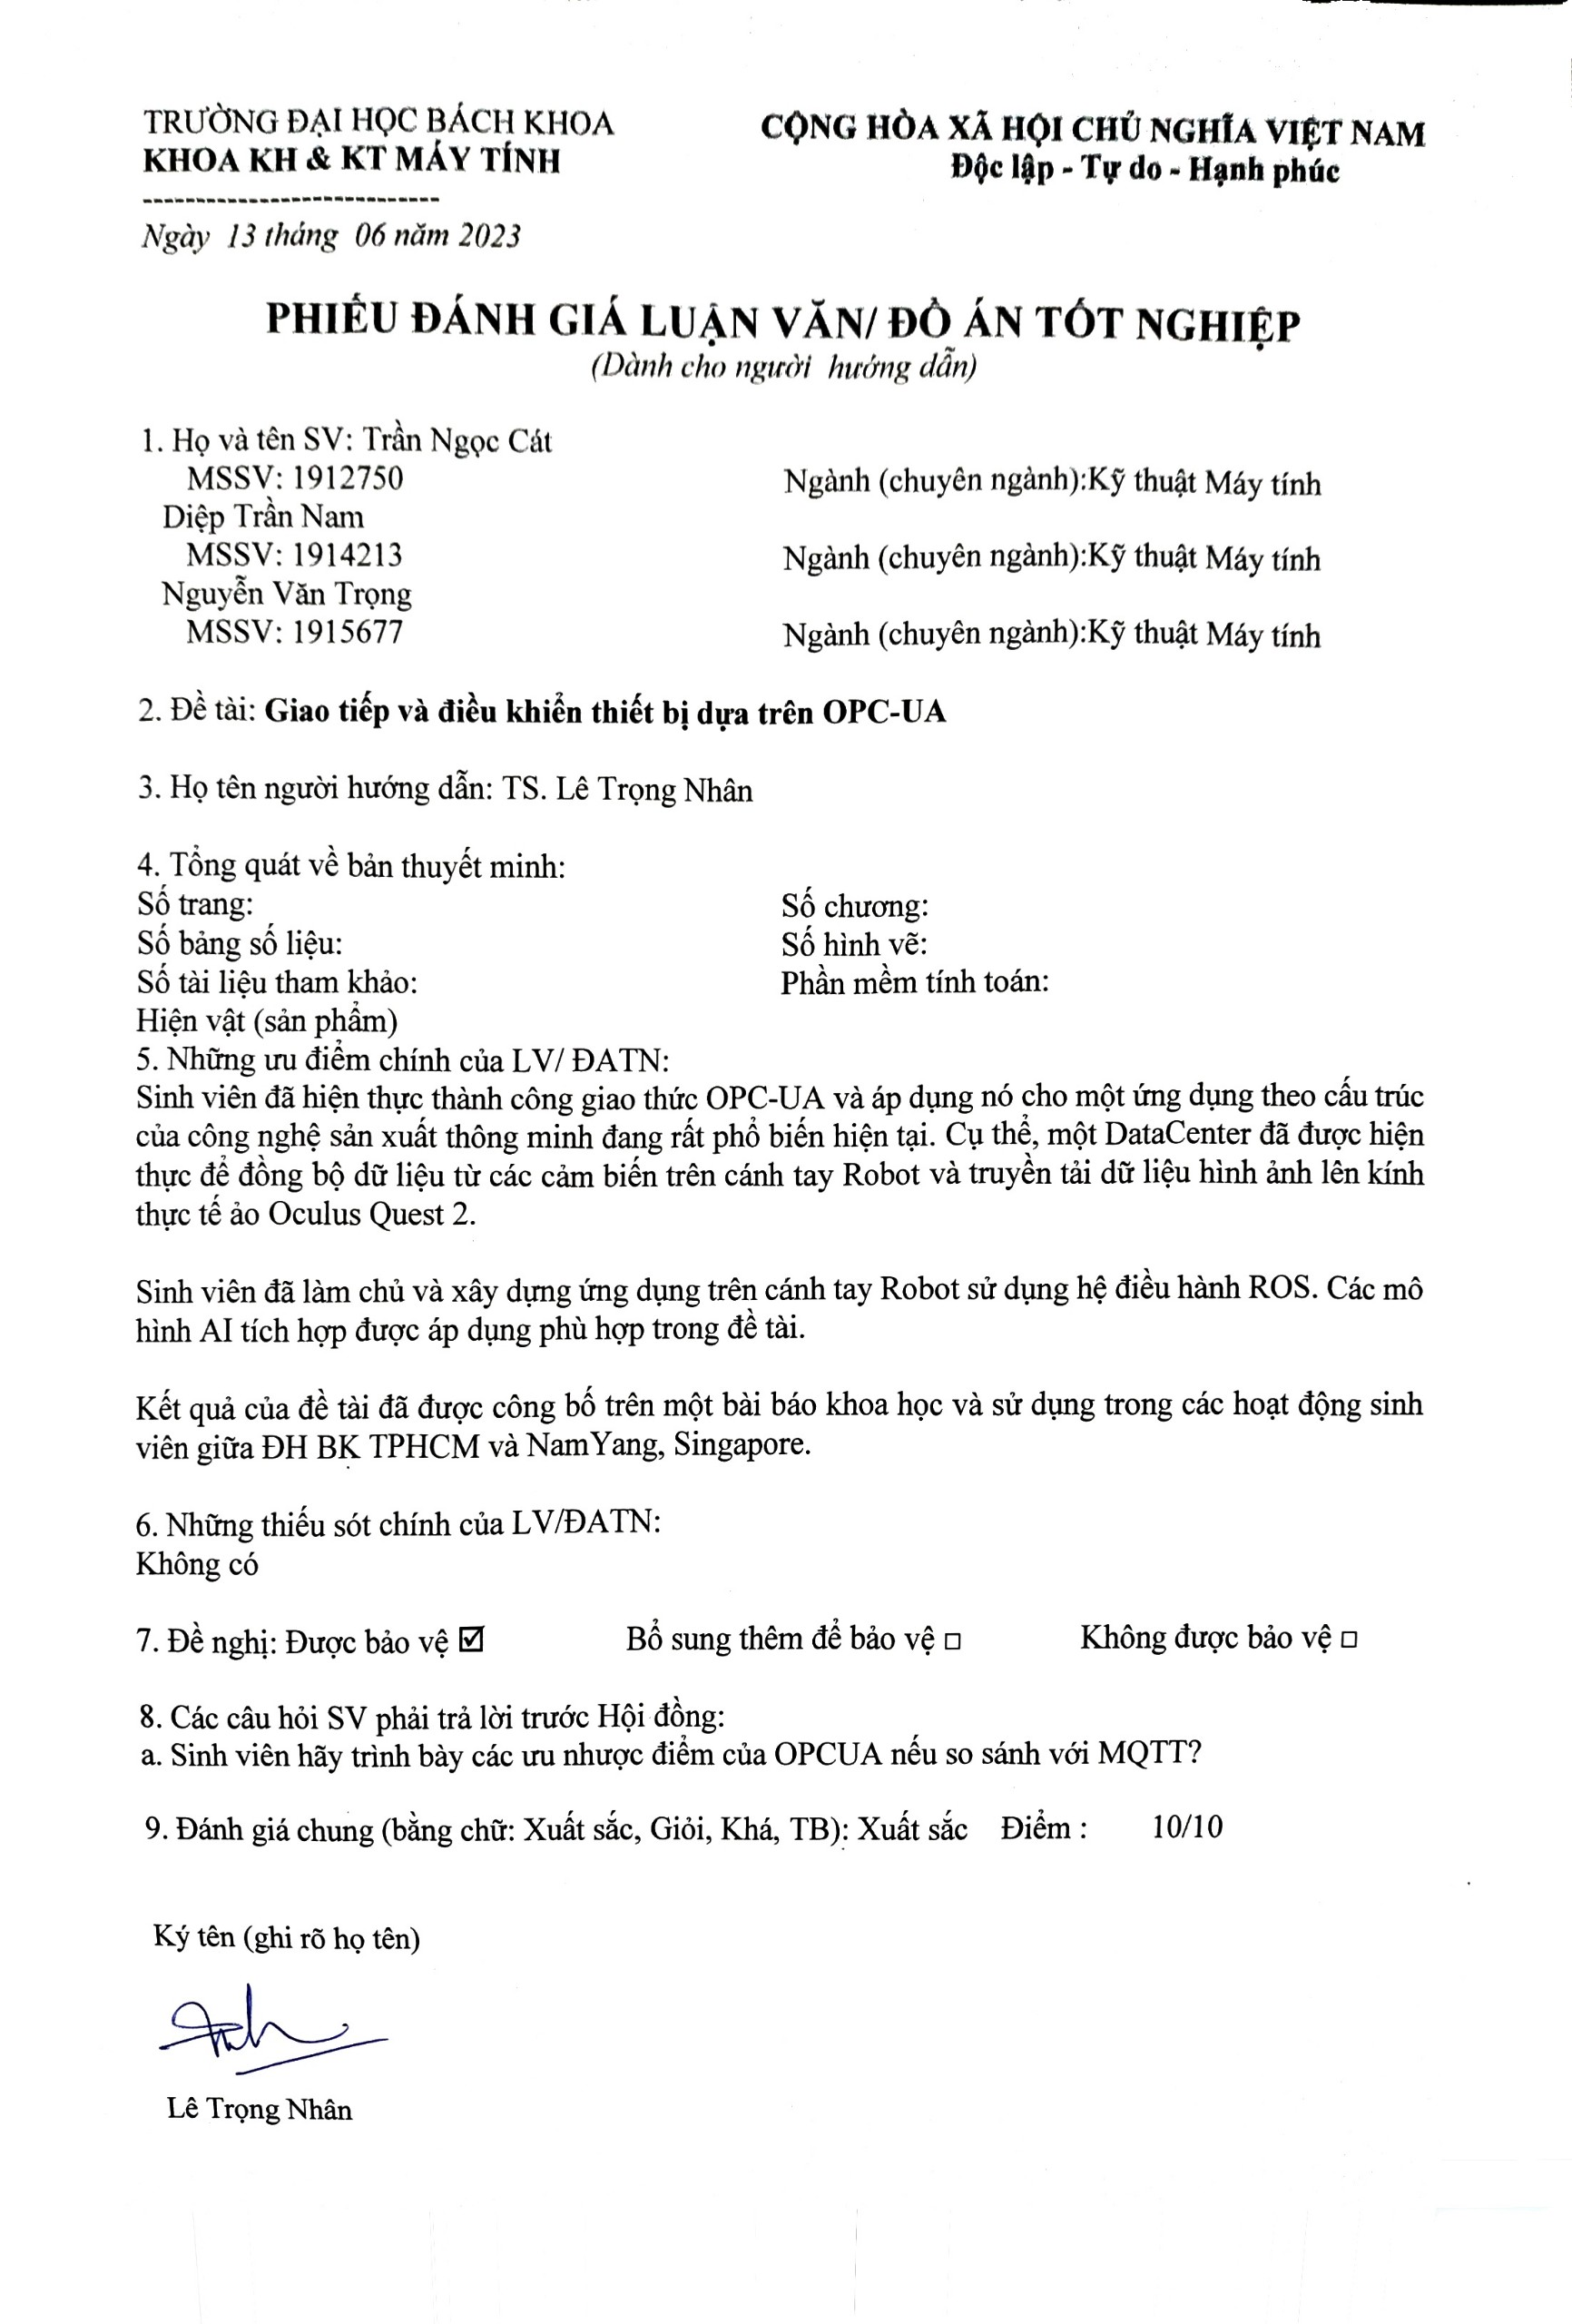 TRƯỜNG ĐẠI HỌC BÁCH KHOA
KHOA KH & KT MÁY TÍNH
CỘNG HÒA XÃ HỘI CHỦ NGHĨA VIỆT NAM
Độc lập - Tự do - Hạnh phúc
----------------------------
Ngày 13 tháng 06 năm 2023
PHIẾU ĐÁNH GIÁ LUẬN VĂN/ ĐỒ ÁN TỐT NGHIỆP
(Dành cho người hướng dẫn)
1. Họ và tên SV: Trần Ngọc Cát
MSSV: 1912750 Ngành (chuyên ngành):Kỹ thuật Máy tính
Diệp Trần Nam
MSSV: 1914213 Ngành (chuyên ngành):Kỹ thuật Máy tính
Nguyễn Văn Trọng
MSSV: 1915677 Ngành (chuyên ngành):Kỹ thuật Máy tính
2. Đề tài: Giao tiếp và điều khiển thiết bị dựa trên OPC-UA
3. Họ tên người hướng dẫn: TS. Lê Trọng Nhân
4. Tổng quát về bản thuyết minh:
Số trang: Số chương:
Số bảng số liệu: Số hình vẽ:
Số tài liệu tham khảo: Phần mềm tính toán:
Hiện vật (sản phẩm)
5. Những ưu điểm chính của LV/ ĐATN:
Sinh viên đã hiện thực thành công giao thức OPC-UA và áp dụng nó cho một ứng dụng theo cấu trúc
của công nghệ sản xuất thông minh đang rất phổ biến hiện tại. Cụ thể, một DataCenter đã được hiện
thực để đồng bộ dữ liệu từ các cảm biến trên cánh tay Robot và truyền tải dữ liệu hình ảnh lên kính
thực tế ảo Oculus Quest 2.
Sinh viên đã làm chủ và xây dựng ứng dụng trên cánh tay Robot sử dụng hệ điều hành ROS. Các mô
hình AI tích hợp được áp dụng phù hợp trong đề tài.
Kết quả của đề tài đã được công bố trên một bài báo khoa học và sử dụng trong các hoạt động sinh
viên giữa ĐH BK TPHCM và NamYang, Singapore.
6. Những thiếu sót chính của LV/ĐATN:
Không có
7. Đề nghị: Được bảo vệ ☑ Bổ sung thêm để bảo vệ □ Không được bảo vệ □
8. Các câu hỏi SV phải trả lời trước Hội đồng:
a. Sinh viên hãy trình bày các ưu nhược điểm của OPCUA nếu so sánh với MQTT?
9. Đánh giá chung (bằng chữ: Xuất sắc, Giỏi, Khá, TB): Xuất sắc Điểm : 10/10
Ký tên (ghi rõ họ tên)
Lê Trọng Nhân